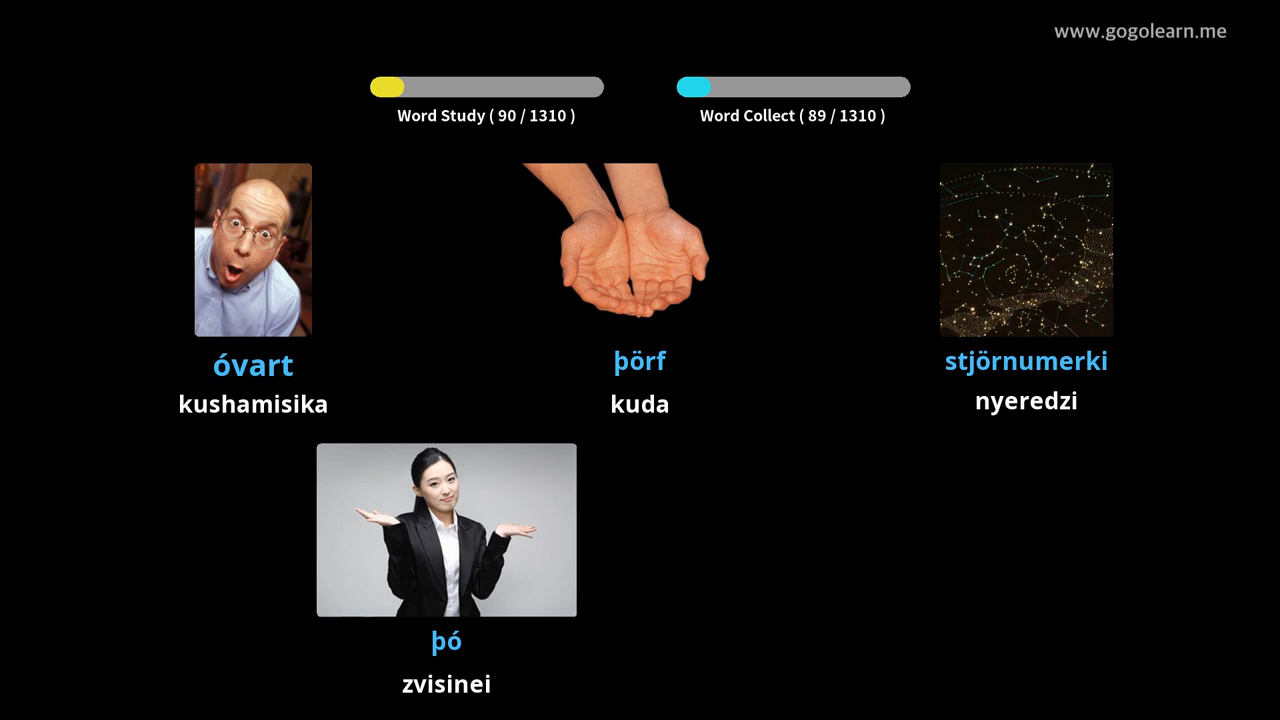 www.gogolearn.me
Word Study ( 90 / 1310 )
Word Collect ( 89 / 1310 )
óvart
kushamisika
þörf
kuda
stjörnumerki
nyeredzi
þó
zvisinei